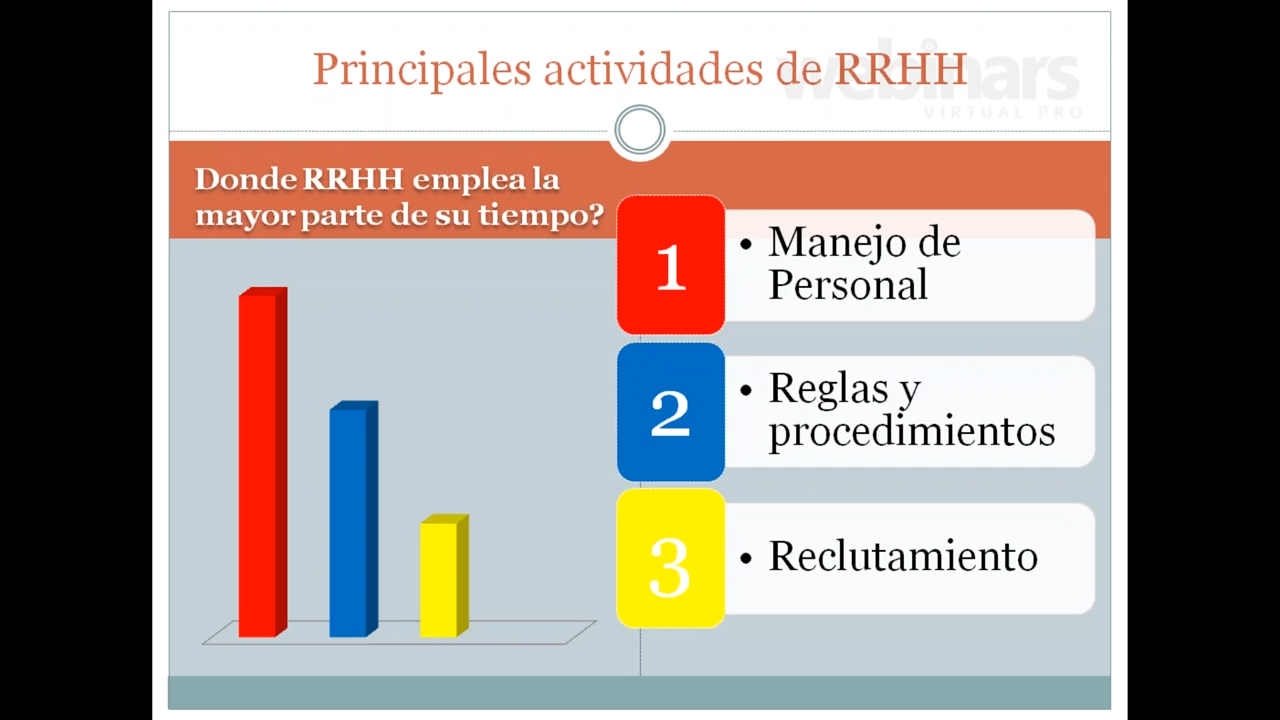 Principales actividades de RRHH
webinars
VIRTUAL PRO
Donde RRHH emplea la
mayor parte de su tiempo?
1
• Manejo de
Personal
2
• Reglas y
procedimientos
3
• Reclutamiento